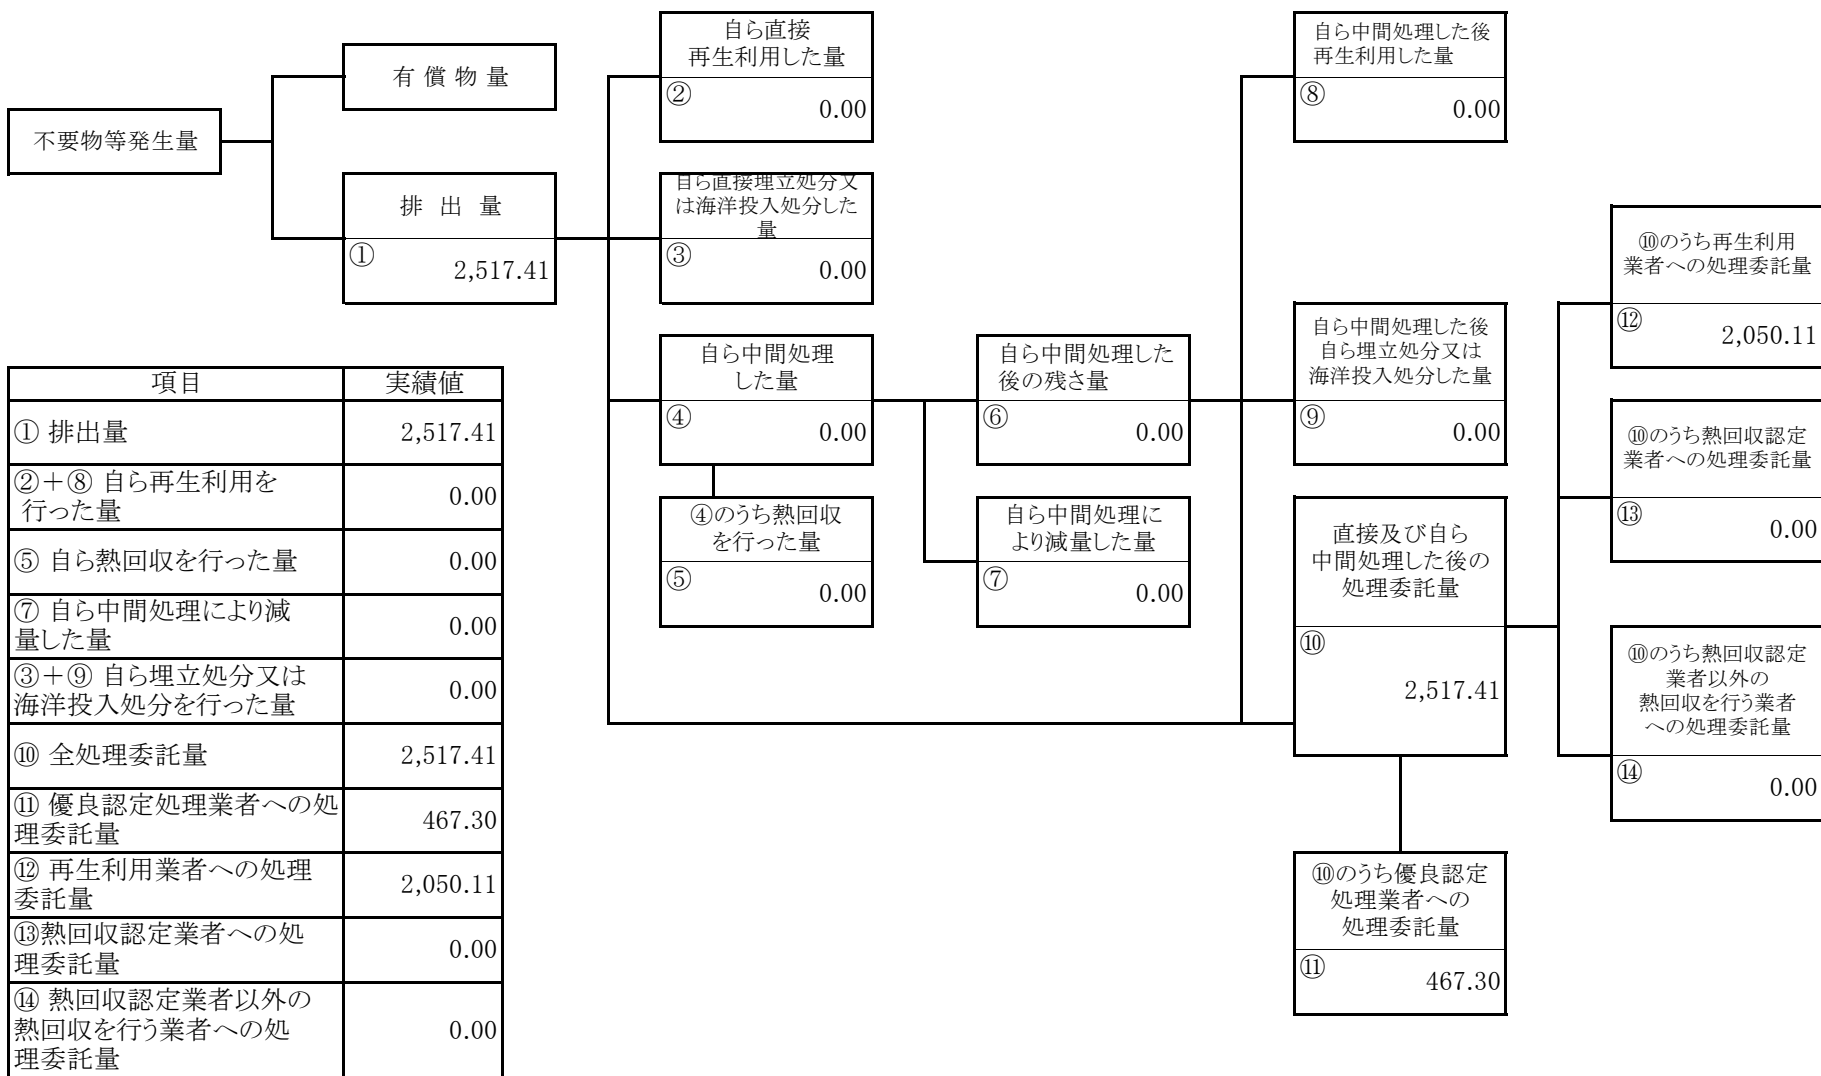 不要物等発生量
有償物量
排出量
①
2,517.41
自ら直接
再生利用した量
②
0.00
自ら直接埋立処分又
は海洋投入処分した
量
③
0.00
自ら中間処理
した量
④
0.00
④のうち熱回収
を行った量
⑤
0.00
自ら中間処理した
後の残さ量
⑥
0.00
自ら中間処理に
より減量した量
⑦
0.00
自ら中間処理した後
再生利用した量
⑧
0.00
自ら中間処理した後
自ら埋立処分又は
海洋投入処分した量
⑨
0.00
直接及び自ら
中間処理した後の
処理委託量
⑩
2,517.41
⑩のうち優良認定
処理業者への
処理委託量
⑪
467.30
⑩のうち再生利用
業者への処理委託量
⑫
2,050.11
⑩のうち熱回収認定
業者への処理委託量
⑬
0.00
⑩のうち熱回収認定
業者以外の
熱回収を行う業者
への処理委託量
⑭
0.00
項目 実績値
① 排出量 2,517.41
②+⑧ 自ら再生利用を
行った量 0.00
⑤ 自ら熱回収を行った量 0.00
⑦ 自ら中間処理により減
量した量 0.00
③+⑨ 自ら埋立処分又は
海洋投入処分を行った量 0.00
⑩ 全処理委託量 2,517.41
⑪ 優良認定処理業者への処
理委託量 467.30
⑫ 再生利用業者への処理
委託量 2,050.11
⑬熱回収認定業者への処
理委託量 0.00
⑭ 熱回収認定業者以外の
熱回収を行う業者への処
理委託量 0.00